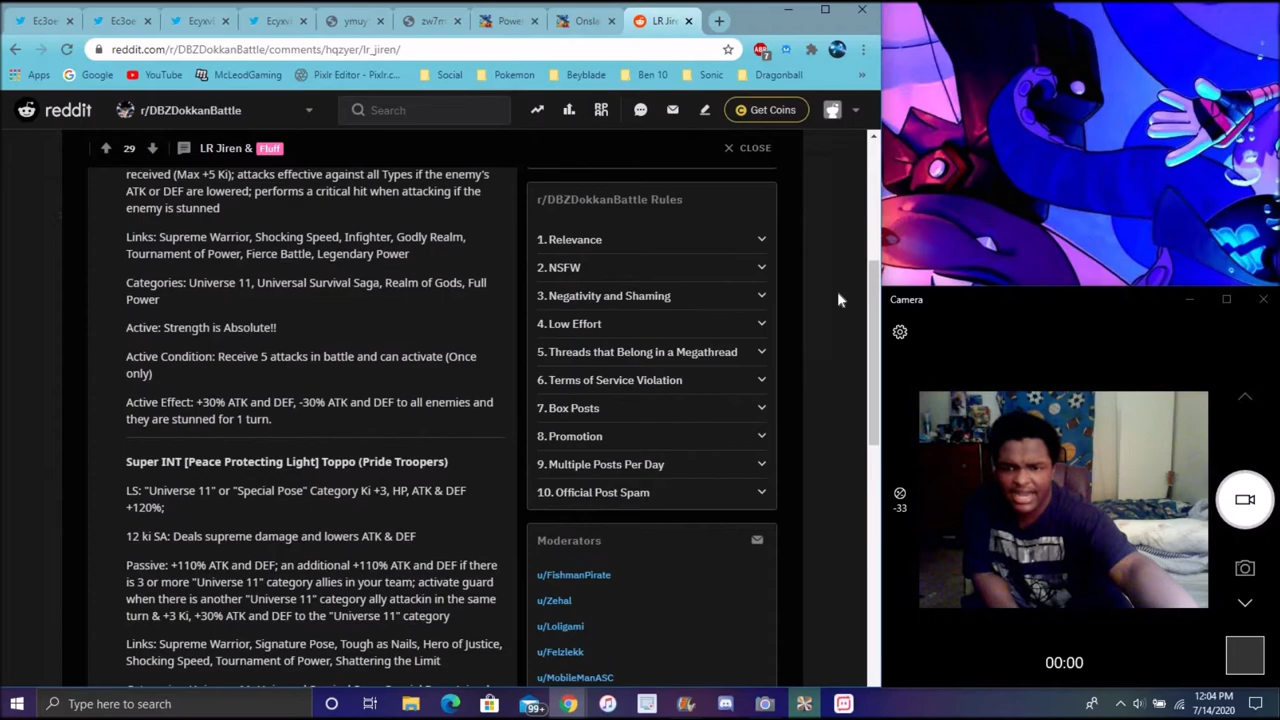 Ec3oe
Ec3oe
Ecyxvi
Ecyxvi
ymuy
zw7m
Power
Onsla
LR Jire
reddit.com/r/DBZDokkanBattle/comments/hqzyer/lr_jiren/
ABP
7
Apps
Google
YouTube
McLeodGaming
Pixlr Editor - Pixlr.c...
Social
Pokemon
Beyblade
Ben 10
Sonic
Dragonball
»
reddit
r/DBZDokkanBattle
Search
Get Coins
29
LR Jiren &
Fluff
CLOSE
received (Max +5 Ki); attacks effective against all Types if the enemy's
ATK or DEF are lowered; performs a critical hit when attacking if the
enemy is stunned
Links: Supreme Warrior, Shocking Speed, Infighter, Godly Realm,
Tournament of Power, Fierce Battle, Legendary Power
Categories: Universe 11, Universal Survival Saga, Realm of Gods, Full
Power
Active: Strength is Absolute!!
Active Condition: Receive 5 attacks in battle and can activate (Once
only)
Active Effect: +30% ATK and DEF, -30% ATK and DEF to all enemies and
they are stunned for 1 turn.
Super INT [Peace Protecting Light] Toppo (Pride Troopers)
LS: "Universe 11" or "Special Pose" Category Ki +3, HP, ATK & DEF
+120%;
12 ki SA: Deals supreme damage and lowers ATK & DEF
Passive: +110% ATK and DEF; an additional +110% ATK and DEF if there
is 3 or more "Universe 11" category allies in your team; activate guard
when there is another "Universe 11" category ally attackin in the same
turn & +3 Ki, +30% ATK and DEF to the "Universe 11" category
Links: Supreme Warrior, Signature Pose, Tough as Nails, Hero of Justice,
Shocking Speed, Tournament of Power, Shattering the Limit
r/DBZDokkanBattle Rules
1. Relevance
2. NSFW
3. Negativity and Shaming
4. Low Effort
5. Threads that Belong in a Megathread
6. Terms of Service Violation
7. Box Posts
8. Promotion
9. Multiple Posts Per Day
10. Official Post Spam
Moderators
u/FishmanPirate
u/Zehal
u/Loligami
u/Felzlekk
u/MobileManASC
Camera
-33
00:00
Type here to search
99+
12:04 PM
7/14/2020